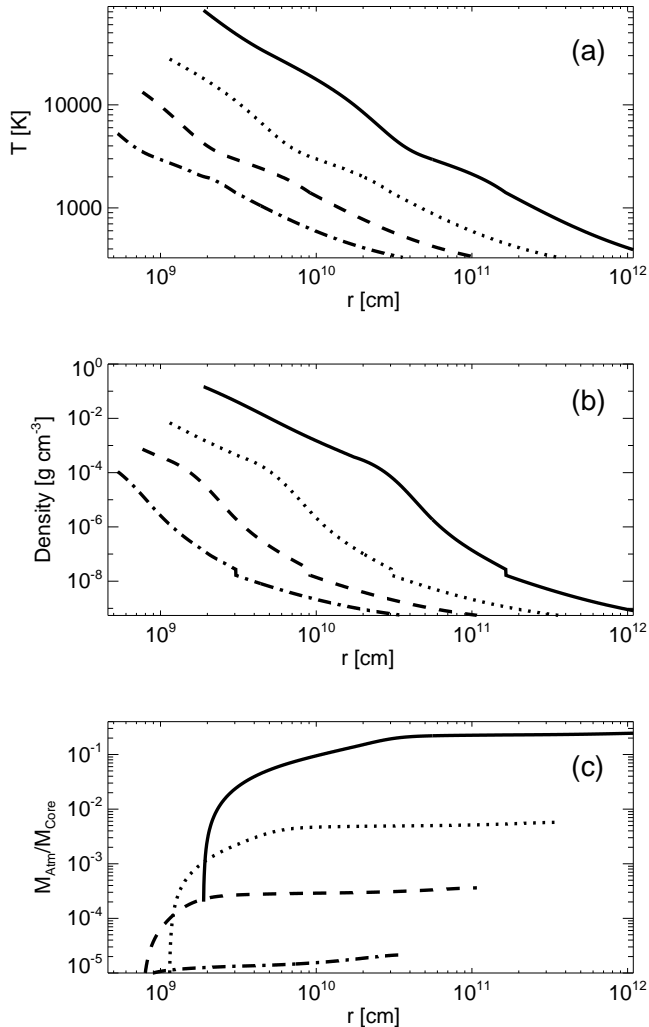 (a)
T [K]
10000
1000
10⁹ 10¹⁰ 10¹¹ 10¹²
r [cm]
(b)
Density [g cm⁻³]
10⁰
10⁻²
10⁻⁴
10⁻⁶
10⁻⁸
10⁹ 10¹⁰ 10¹¹ 10¹²
r [cm]
(c)
M_Atm/M_Core
10⁻¹
10⁻²
10⁻³
10⁻⁴
10⁻⁵
10⁹ 10¹⁰ 10¹¹ 10¹²
r [cm]